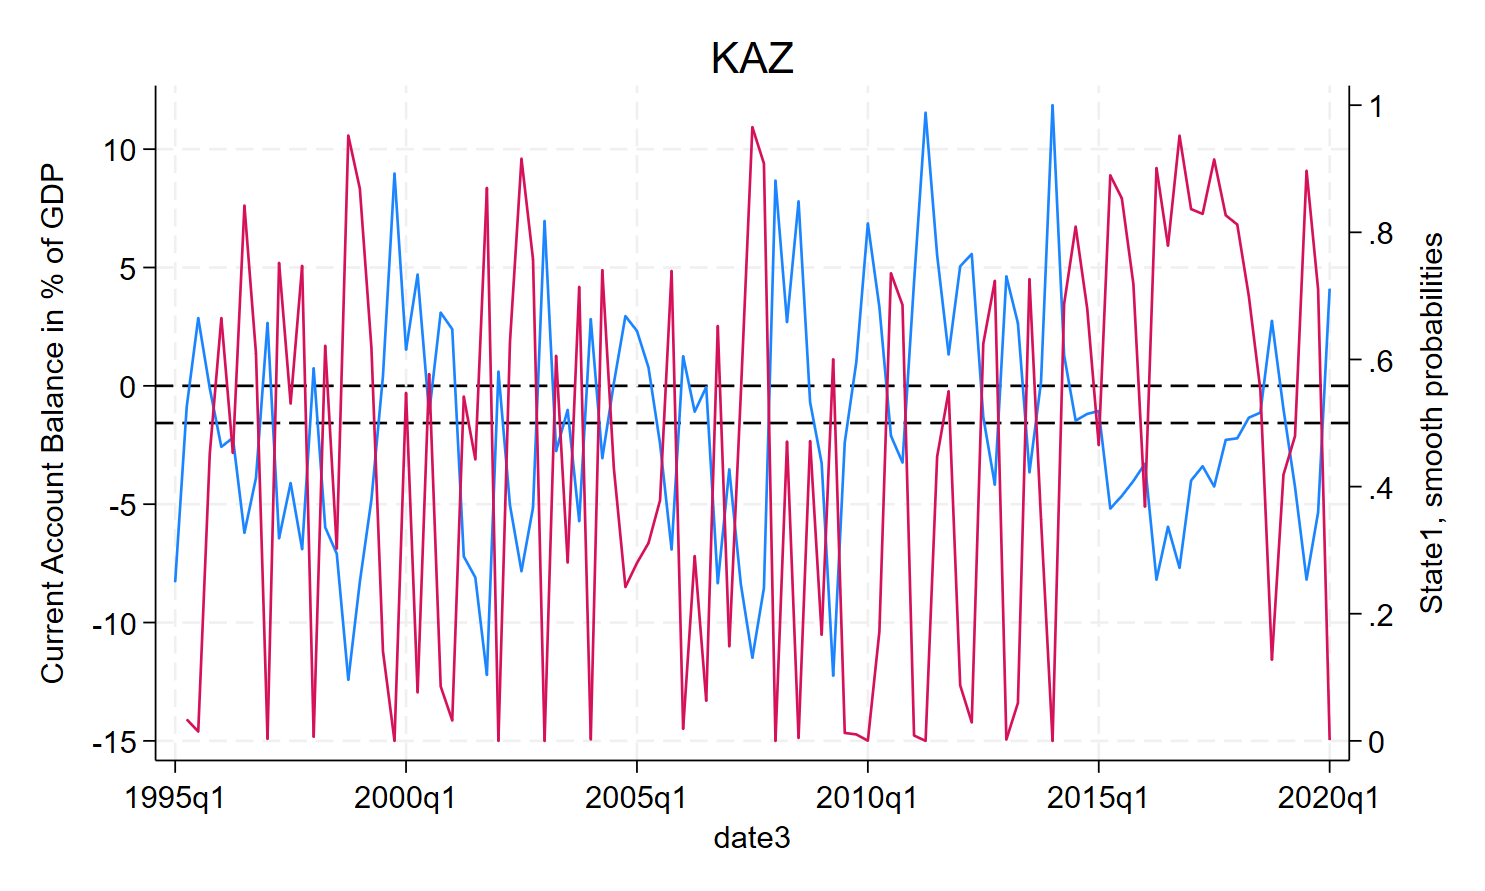 KAZ
Current Account Balance in % of GDP
10
5
0
-5
-10
-15
1
.8
.6
.4
.2
0
State1, smooth probabilities
1995q1
2000q1
2005q1
2010q1
2015q1
2020q1
date3